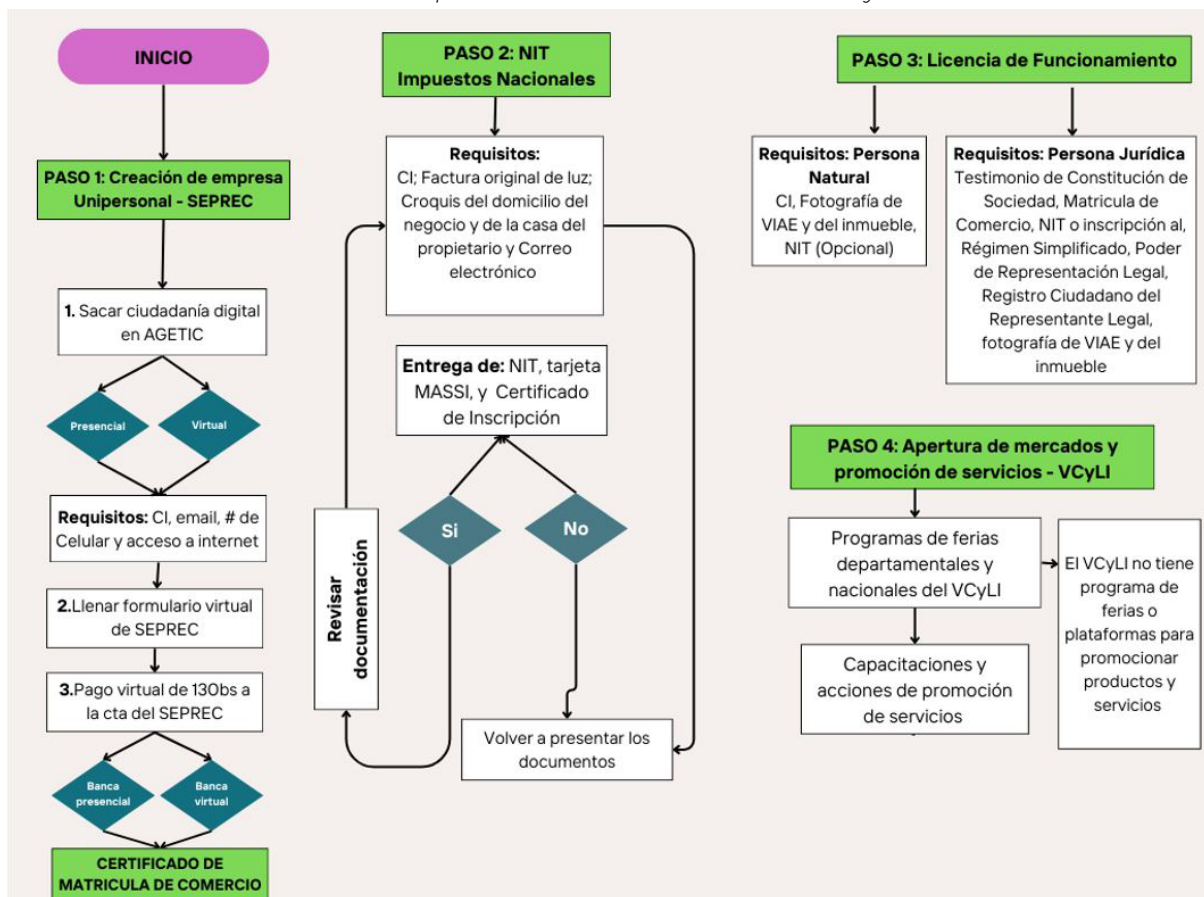 INICIO
PASO 1: Creación de empresa
Unipersonal - SEPREC
1. Sacar ciudadanía digital
en AGETIC
Presencial
Virtual
Requisitos: CI, email, # de
Celular y acceso a internet
2.Llenar formulario virtual
de SEPREC
3.Pago virtual de 130bs a
la cta del SEPREC
Banca
presencial
Banca
virtual
CERTIFICADO DE
MATRICULA DE COMERCIO
PASO 2: NIT
Impuestos Nacionales
Requisitos:
CI; Factura original de luz;
Croquis del domicilio del
negocio y de la casa del
propietario y Correo
electrónico
Entrega de: NIT, tarjeta
MASSI, y Certificado
de Inscripción
Si
No
Revisar
documentación
Volver a presentar los
documentos
PASO 3: Licencia de Funcionamiento
Requisitos: Persona
Natural
CI, Fotografía de
VIAE y del inmueble,
NIT (Opcional)
Requisitos: Persona Jurídica
Testimonio de Constitución de
Sociedad, Matricula de
Comercio, NIT o inscripción al,
Régimen Simplificado, Poder
de Representación Legal,
Registro Ciudadano del
Representante Legal,
fotografía de VIAE y del
inmueble
PASO 4: Apertura de mercados y
promoción de servicios - VCyLI
Programas de ferias
departamentales y
nacionales del VCyLI
Capacitaciones y
acciones de promoción
de servicios
El VCyLI no tiene
programa de
ferias o
plataformas para
promocionar
productos y
servicios